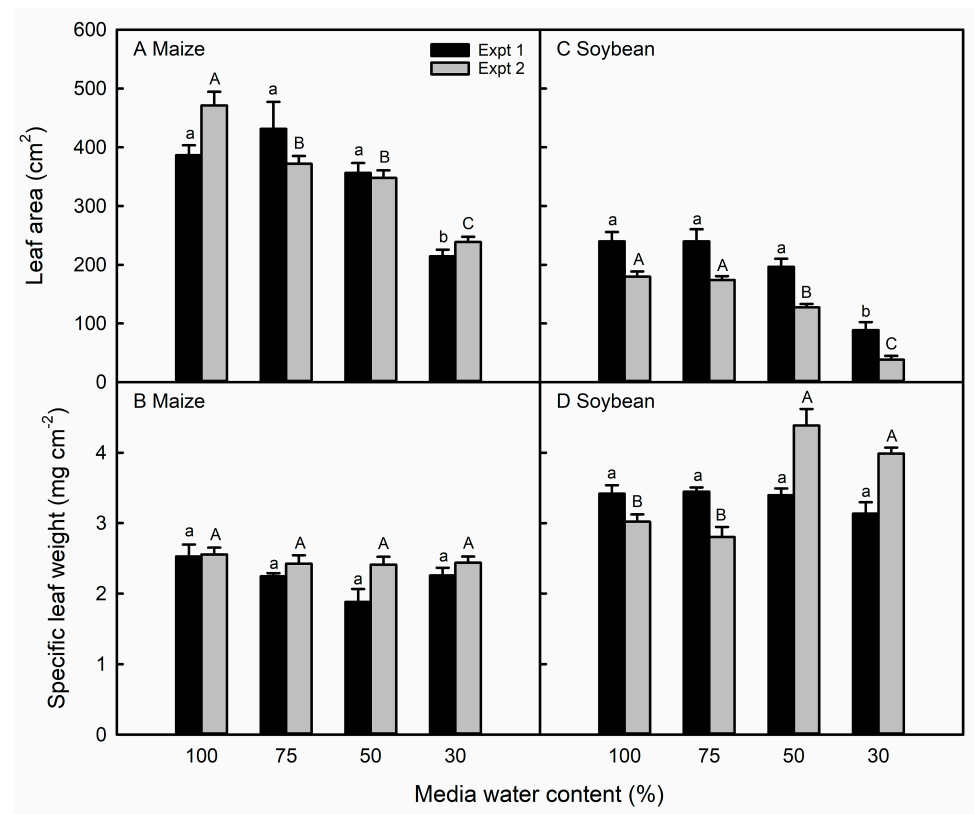 600
A Maize
Expt 1
C Soybean
Expt 2
500
A
a
400
a
B
a
B
300
b
C
a
a
a
200
A
A
B
b
100
C
0
Leaf area (cm2)
B Maize
D Soybean
A
4
A
a
a
a
a
3
B
B
a
A
a
A
a
A
a
A
2
1
0
Specific leaf weight (mg cm-2)
100 75 50 30 100 75 50 30
Media water content (%)